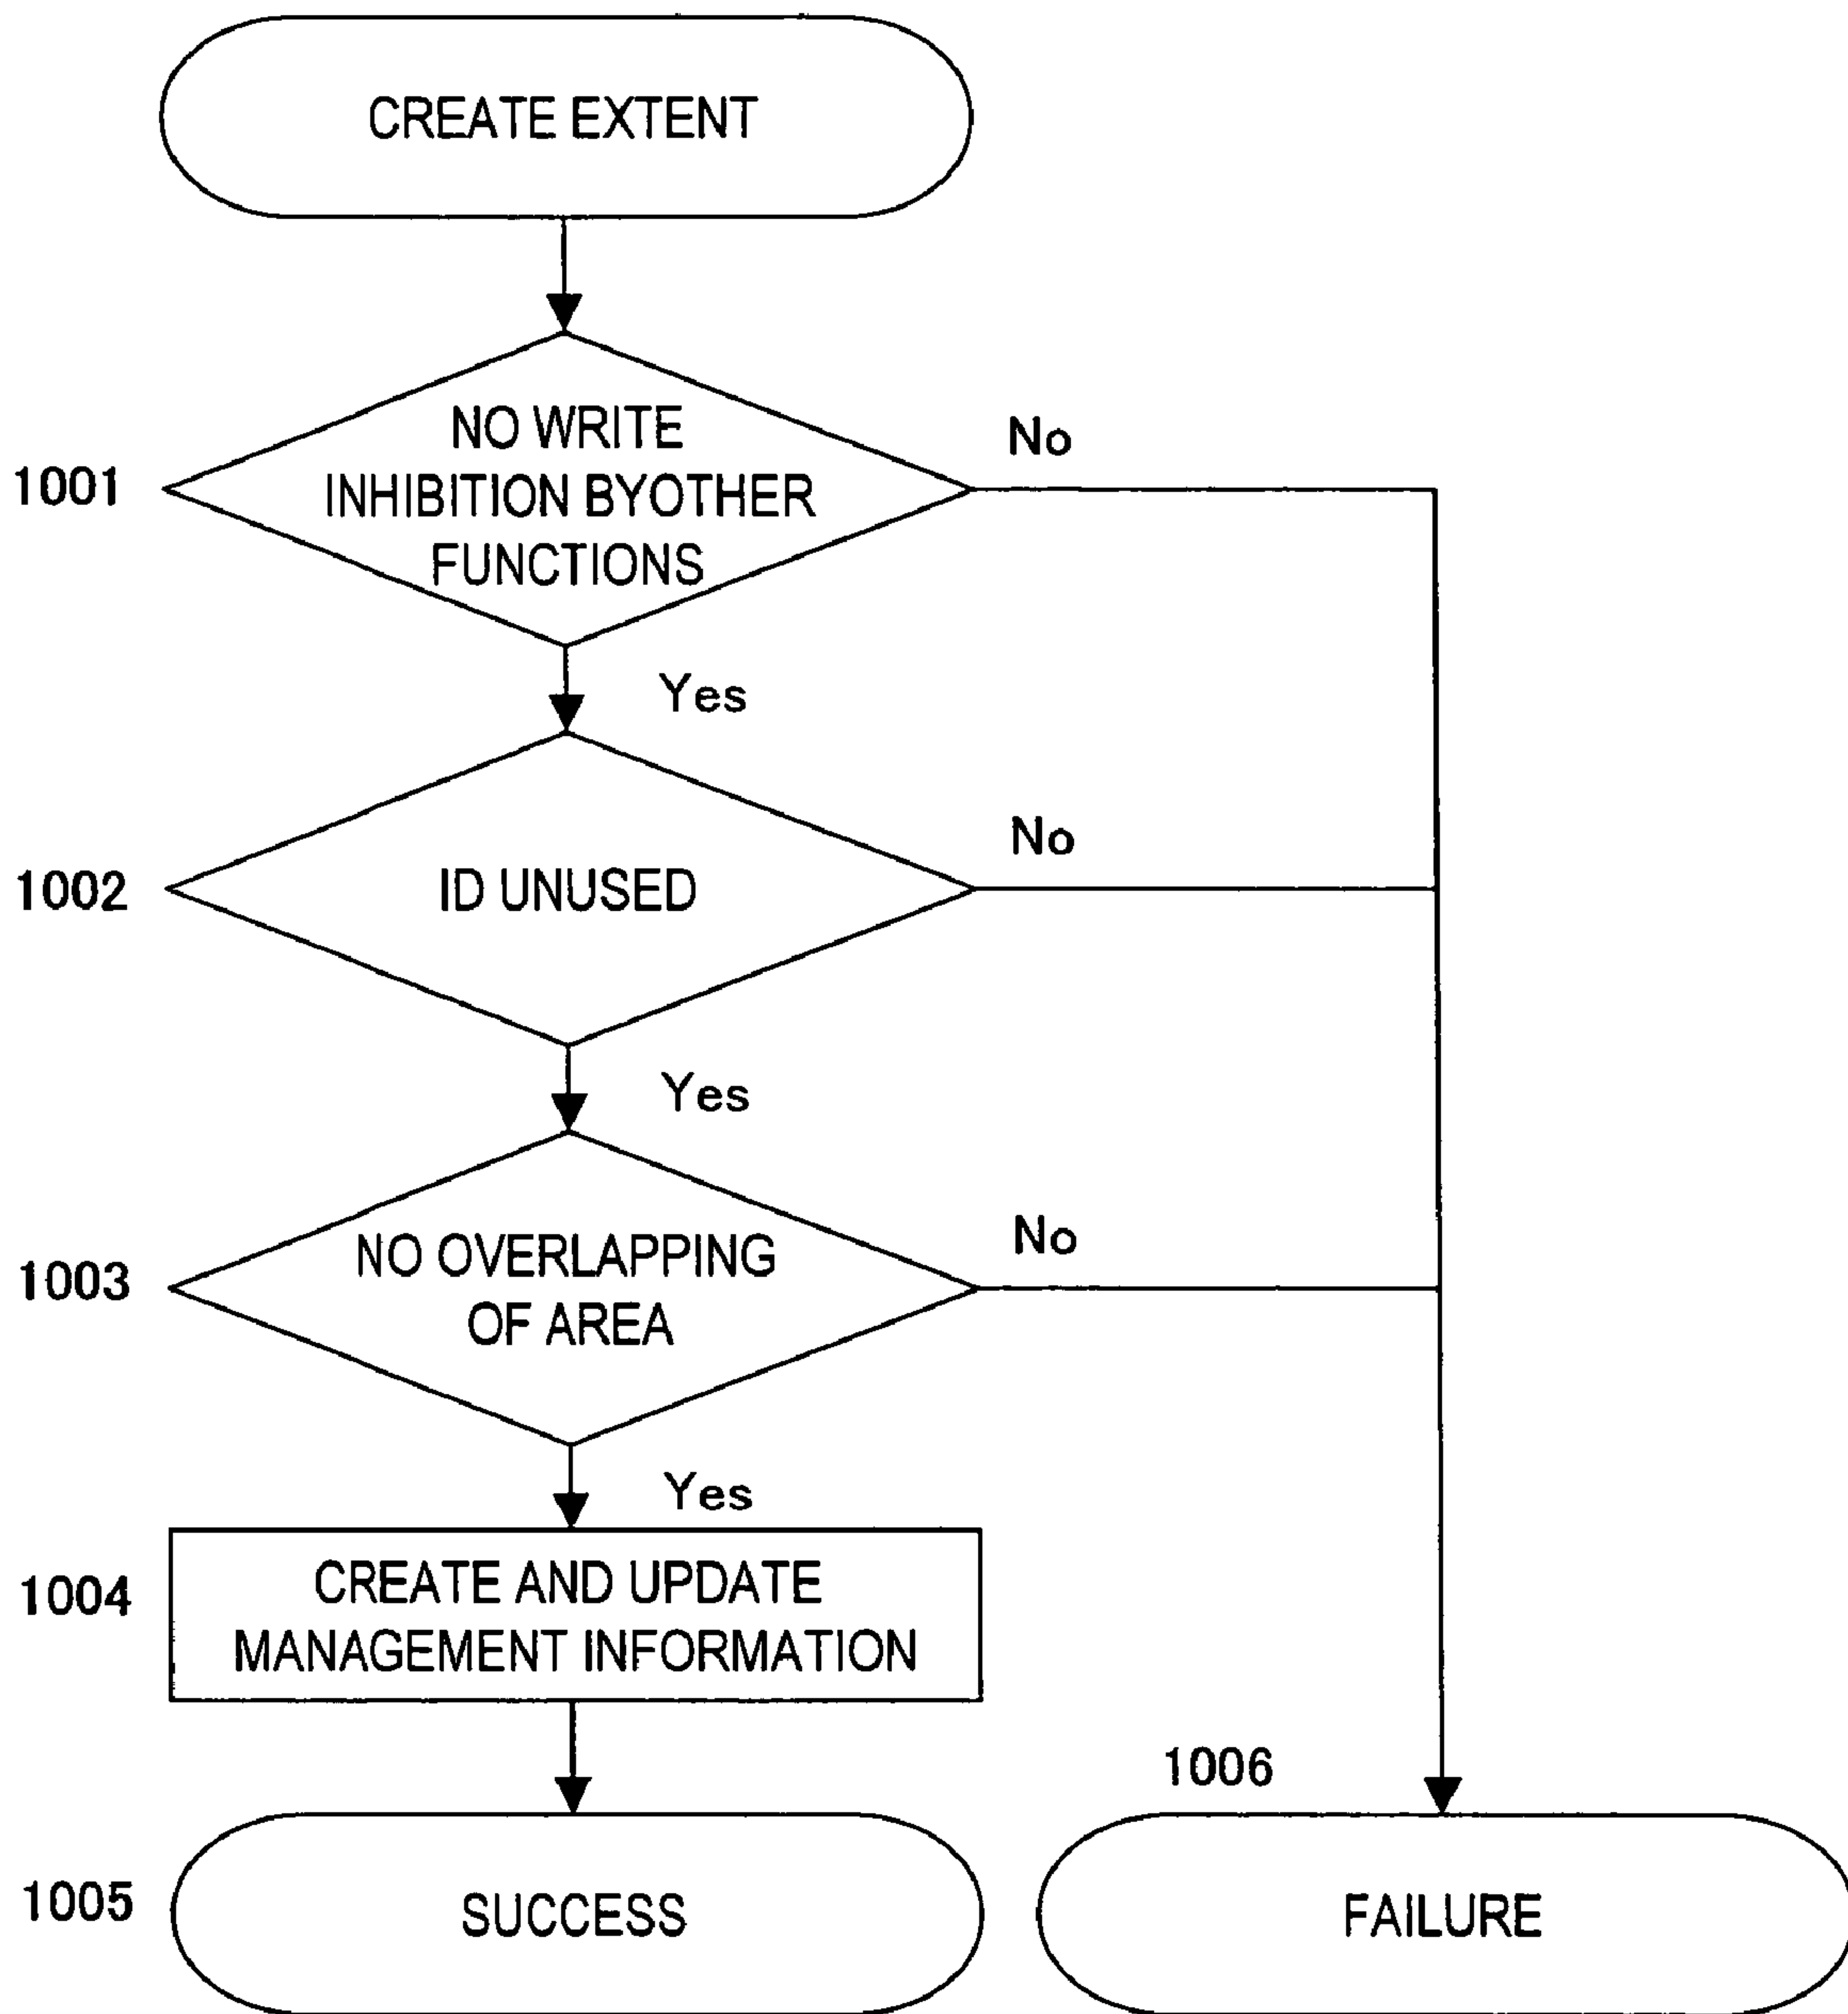 CREATE EXTENT
NO WRITE
INHIBITION BYOTHER
FUNCTIONS
1001
No
Yes
ID UNUSED
1002
No
Yes
NO OVERLAPPING
OF AREA
1003
No
Yes
CREATE AND UPDATE
MANAGEMENT INFORMATION
1004
1006
1005
SUCCESS
FAILURE